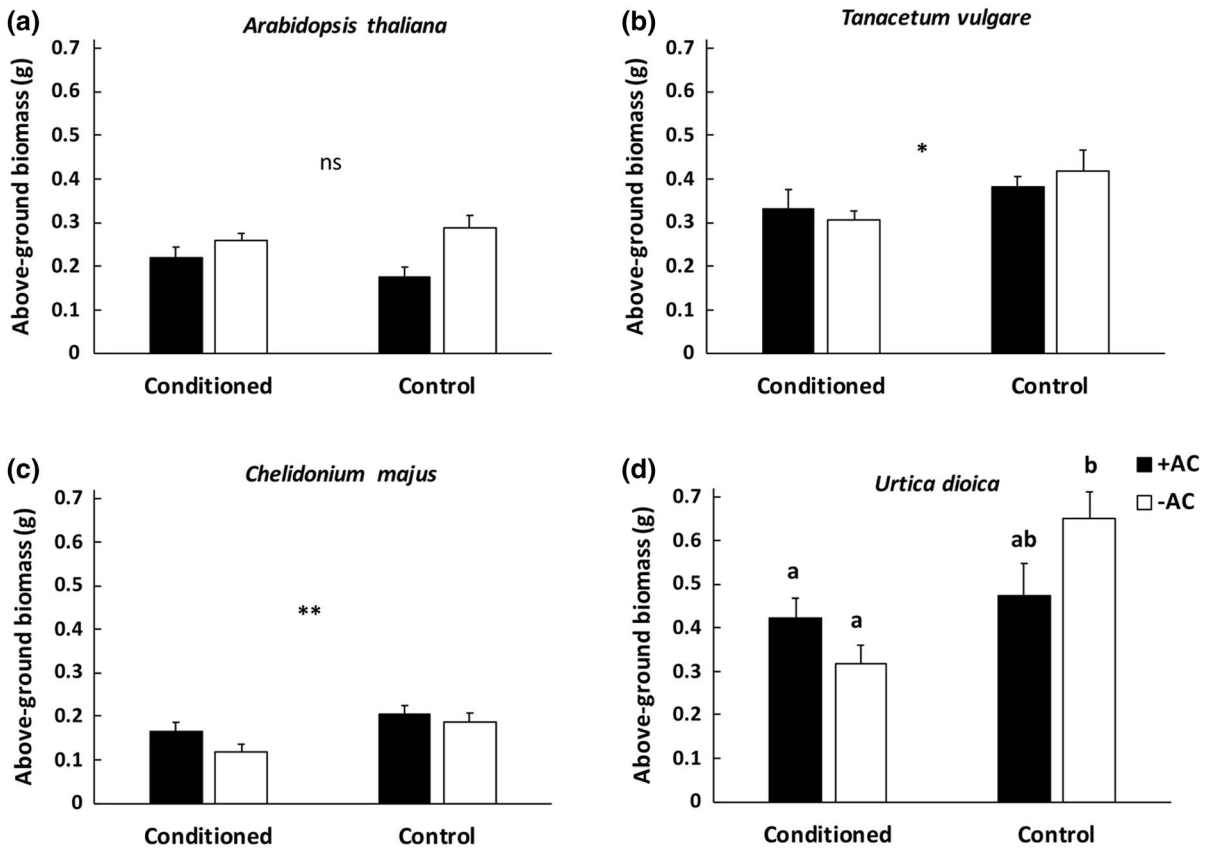 (a)
Arabidopsis thaliana
Above-ground biomass (g)
0.7
0.6
0.5
0.4
0.3
0.2
0.1
0
ns
Conditioned Control
(b)
Tanacetum vulgare
Above-ground biomass (g)
0.7
0.6
0.5
0.4
0.3
0.2
0.1
0
*
Conditioned Control
(c)
Chelidonium majus
Above-ground biomass (g)
0.7
0.6
0.5
0.4
0.3
0.2
0.1
0
**
Conditioned Control
(d)
Urtica dioica
Above-ground biomass (g)
0.7
0.6
0.5
0.4
0.3
0.2
0.1
0
a
a
ab
b
+AC
-AC
Conditioned Control